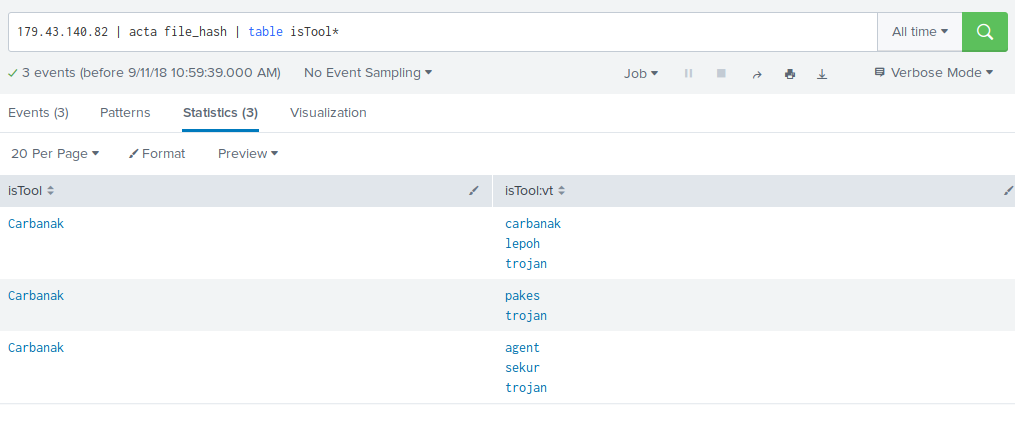 179.43.140.82 | acta file_hash | table isTool*
All time
3 events (before 9/11/18 10:59:39.000 AM)
No Event Sampling
Job
Verbose Mode
Events (3)
Patterns
Statistics (3)
Visualization
20 Per Page
Format
Preview
isTool
isTool:vt
Carbanak
carbanak
lepoh
trojan
Carbanak
pakes
trojan
Carbanak
agent
sekur
trojan